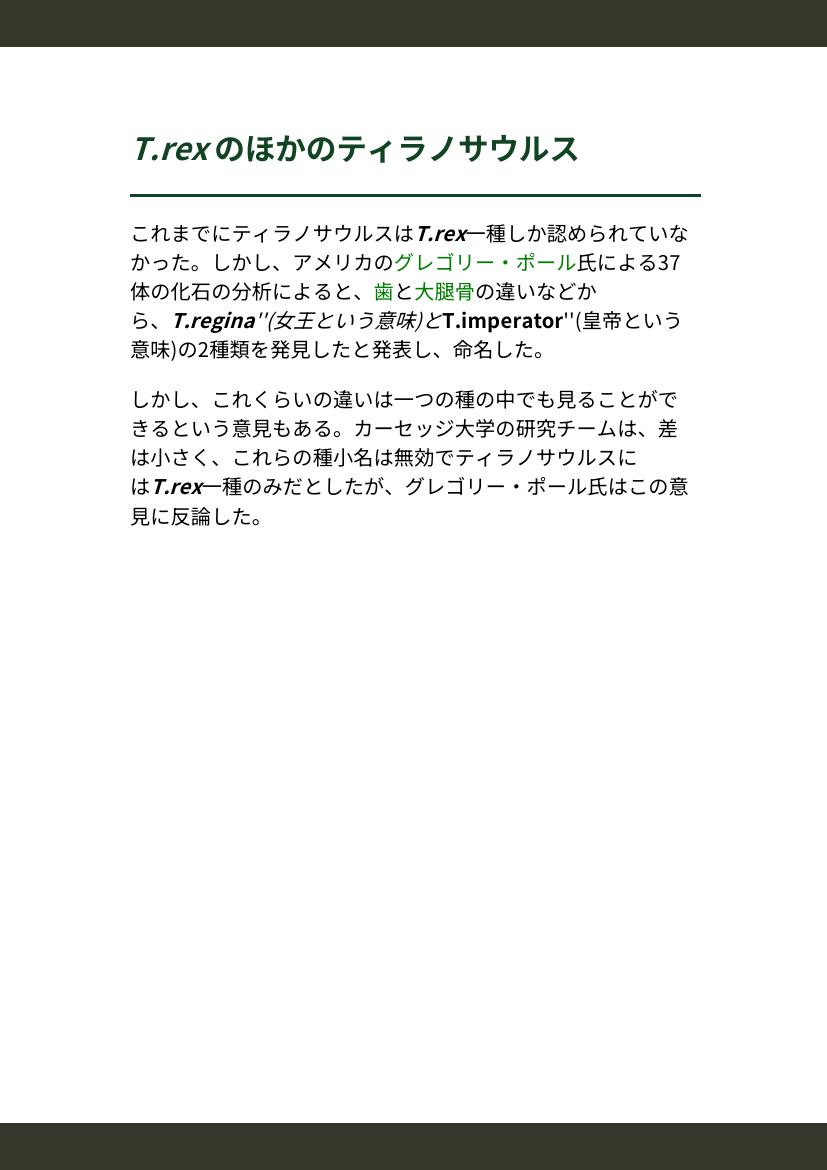 T.rexのほかのティラノサウルス
これまでにティラノサウルスはT.rex一種しか認められていな
かった。しかし、アメリカのグレゴリー・ポール氏による37
体の化石の分析によると、歯と大腿骨の違いなどか
ら、T.regina''(女王という意味)とT.imperator''(皇帝という
意味)の2種類を発見したと発表し、命名した。
しかし、これくらいの違いは一つの種の中でも見ることがで
きるという意見もある。カーセッジ大学の研究チームは、差
は小さく、これらの種小名は無効でティラノサウルスに
はT.rex一種のみだとしたが、グレゴリー・ポール氏はこの意
見に反論した。